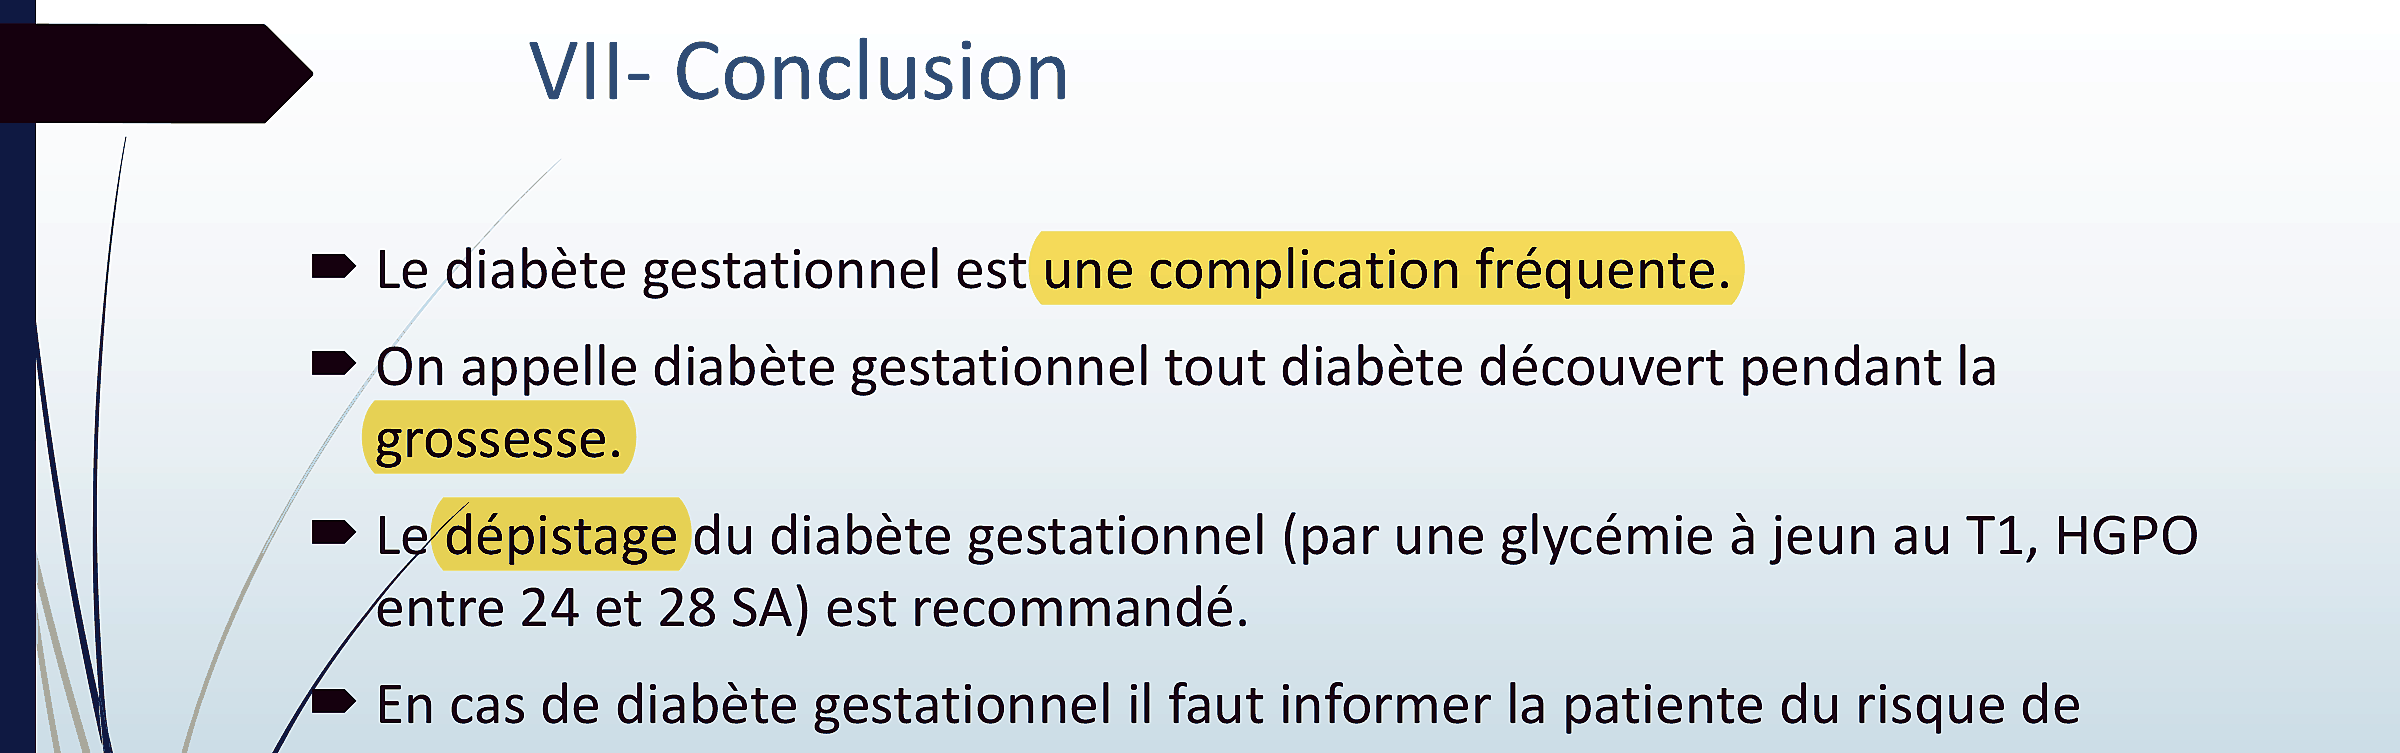 VII- Conclusion
Le diabète gestationnel est une complication fréquente.
On appelle diabète gestationnel tout diabète découvert pendant la
grossesse.
Le dépistage du diabète gestationnel (par une glycémie à jeun au T1, HGPO
entre 24 et 28 SA) est recommandé.
En cas de diabète gestationnel il faut informer la patiente du risque de